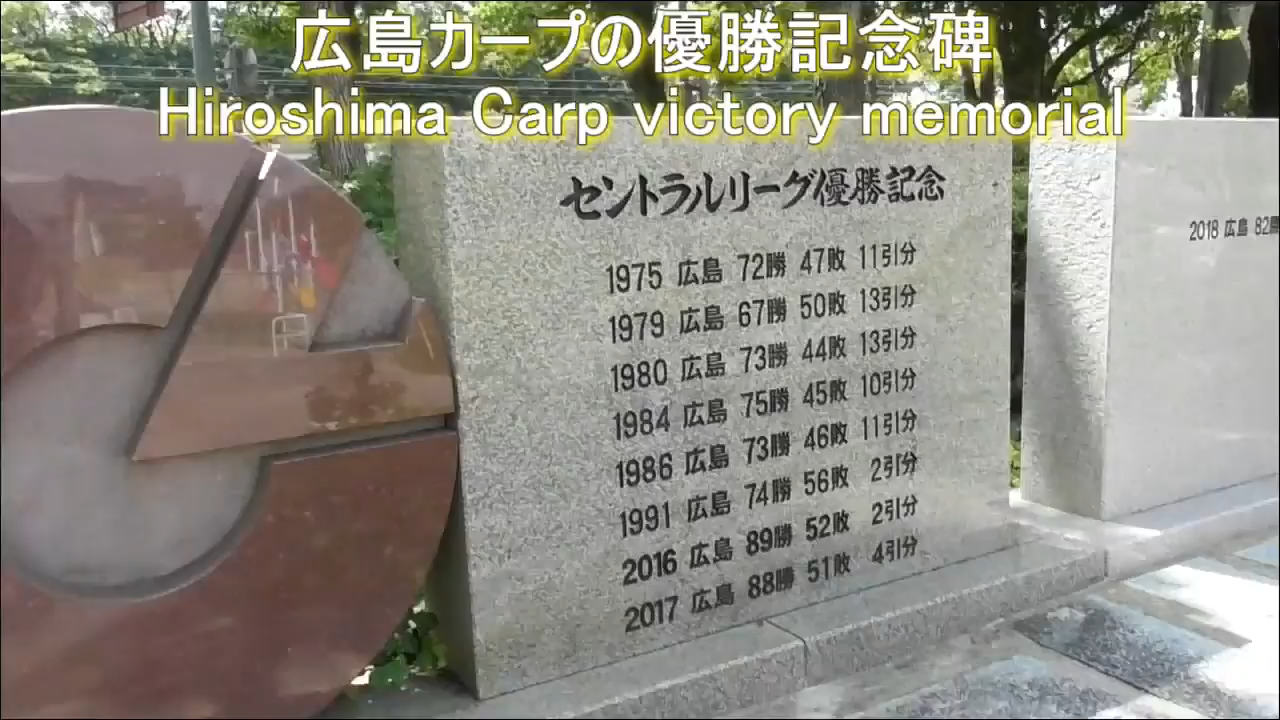 広島カープの優勝記念碑
Hiroshima Carp victory memorial
セントラルリーグ優勝記念
1975 広島 72勝 47敗 11引分
1979 広島 67勝 50敗 13引分
1980 広島 73勝 44敗 13引分
1984 広島 75勝 45敗 10引分
1986 広島 73勝 46敗 11引分
1991 広島 74勝 56敗 2引分
2016 広島 89勝 52敗 2引分
2017 広島 88勝 51敗 4引分
2018 広島 82勝